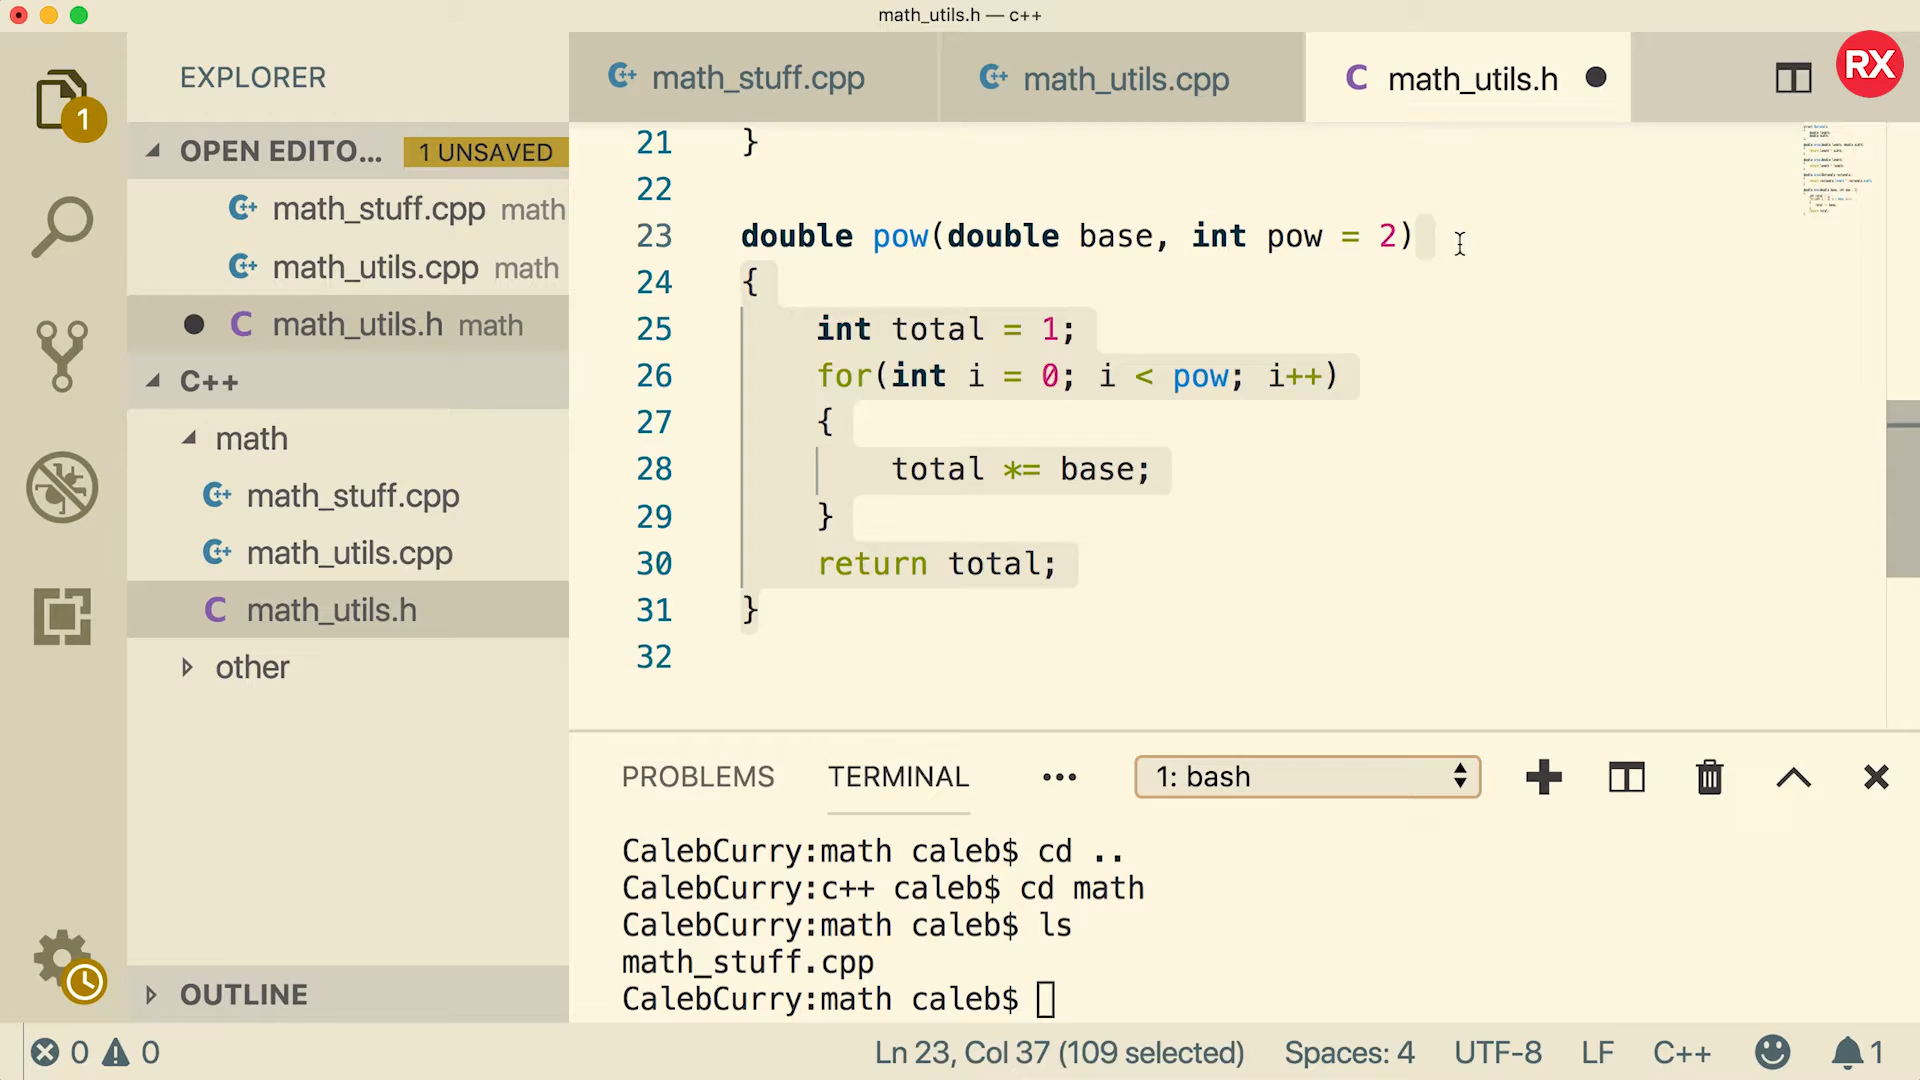 math_utils.h — c++
RX
EXPLORER
OPEN EDITO... 1 UNSAVED
math_stuff.cpp math
math_utils.cpp math
math_utils.h math
C++
math
math_stuff.cpp
math_utils.cpp
math_utils.h
other
OUTLINE
1
math_stuff.cpp math_utils.cpp math_utils.h
21 }
22
23 double pow(double base, int pow = 2)
24 {
25 int total = 1;
26 for(int i = 0; i < pow; i++)
27 {
28 total *= base;
29 }
30 return total;
31 }
32
PROBLEMS TERMINAL ••• 1: bash
CalebCurry:math caleb$ cd ..
CalebCurry:c++ caleb$ cd math
CalebCurry:math caleb$ ls
math_stuff.cpp
CalebCurry:math caleb$
0 0 Ln 23, Col 37 (109 selected) Spaces: 4 UTF-8 LF C++ 1